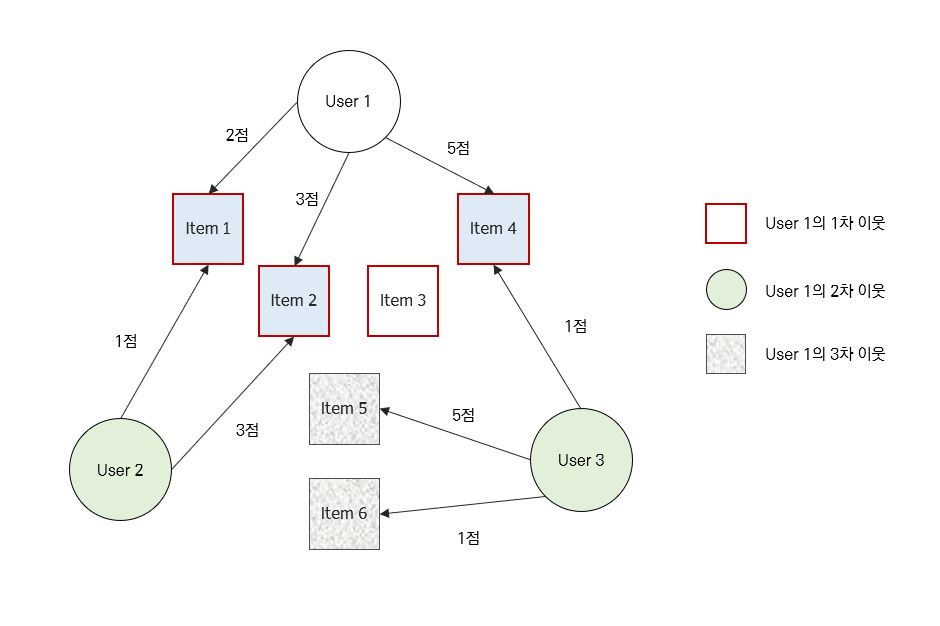 User 1
2점
5점
3점
Item 1
Item 4
User 1의 1차 이웃
Item 2
Item 3
User 1의 2차 이웃
1점
1점
User 1의 3차 이웃
Item 5
5점
3점
User 2
User 3
Item 6
1점